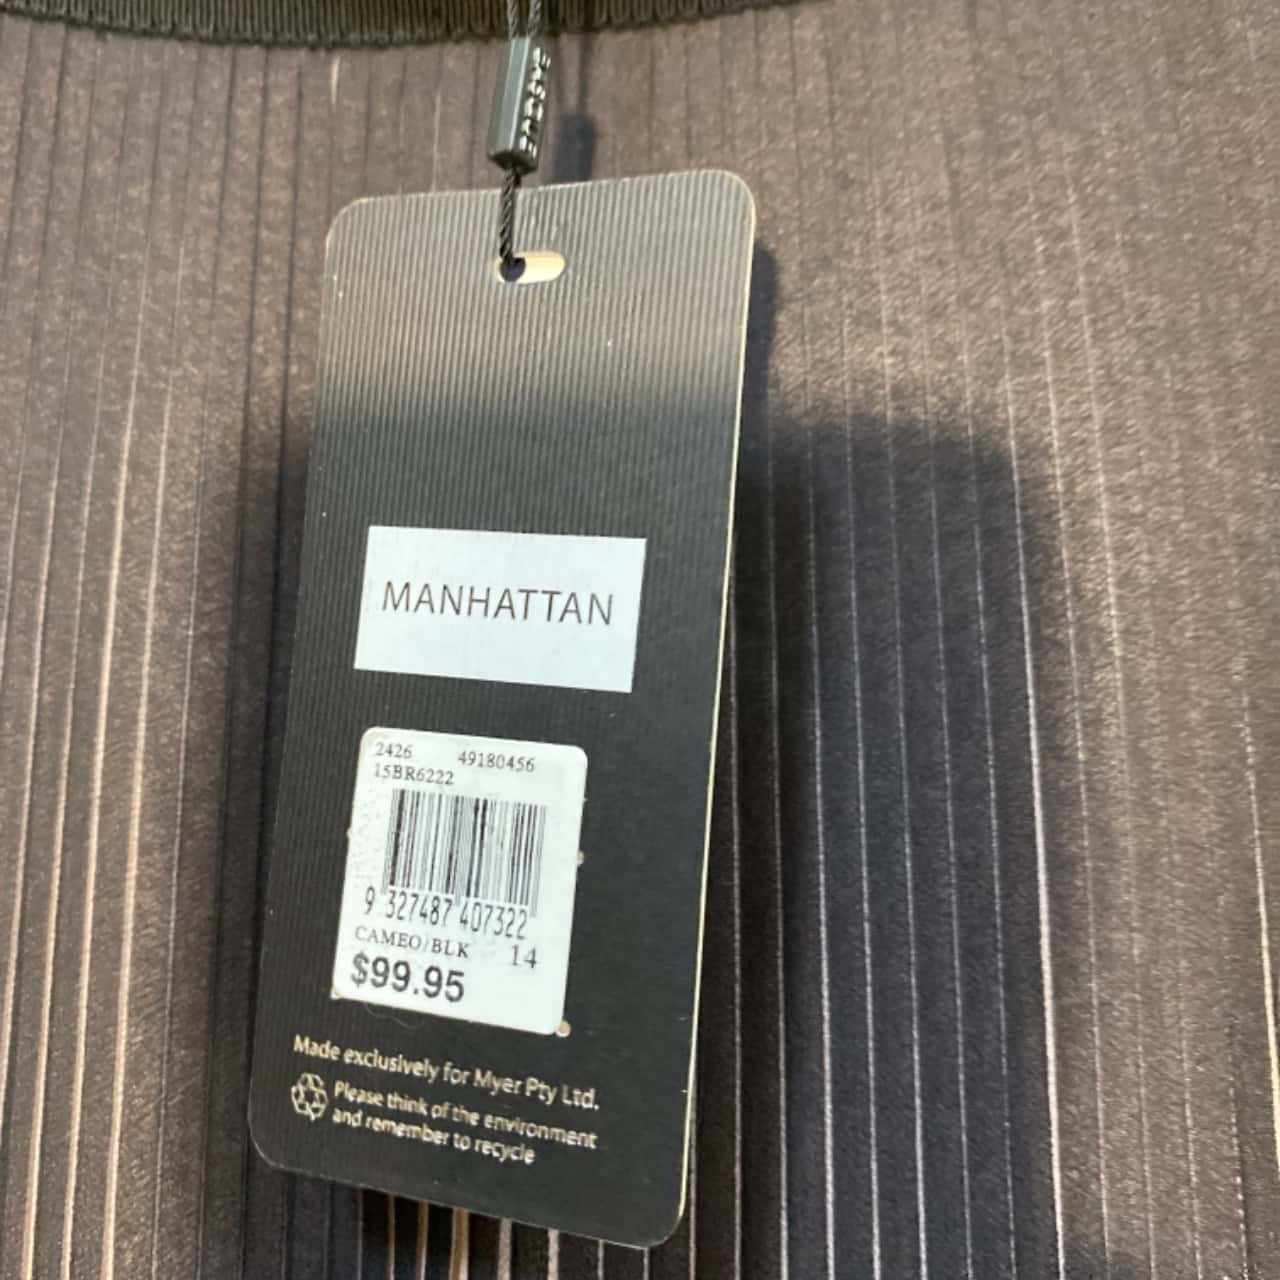 MANHATTAN
2426 49180456
15BR6222
9 327487 407322
CAMEO/BLK 14
$99.95
Made exclusively for Myer Pty Ltd.
Please think of the environment
and remember to recycle